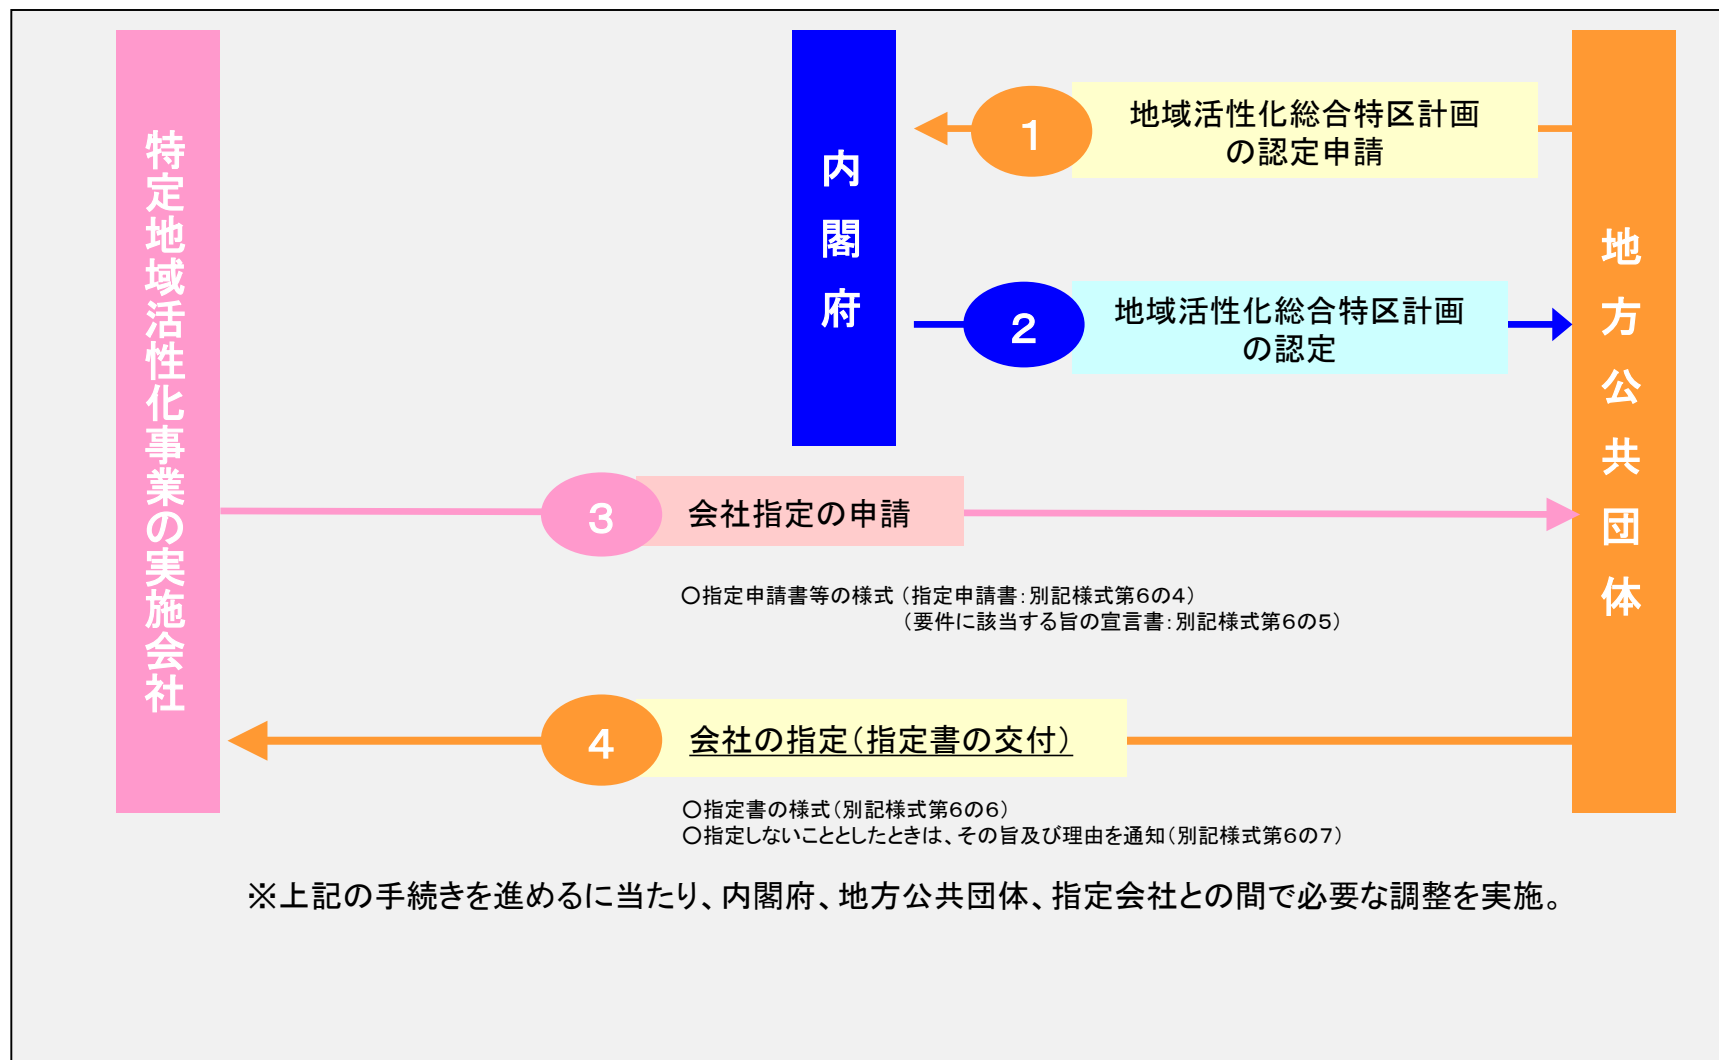 特定地域活性化事業の実施会社
内閣府
地方公共団体
1
地域活性化総合特区計画
の認定申請
2
地域活性化総合特区計画
の認定
3
会社指定の申請
○指定申請書等の様式（指定申請書：別記様式第６の４）
（要件に該当する旨の宣言書：別記様式第６の５）
4
会社の指定（指定書の交付）
○指定書の様式（別記様式第６の６）
○指定しないこととしたときは、その旨及び理由を通知（別記様式第６の７）
※上記の手続きを進めるに当たり、内閣府、地方公共団体、指定会社との間で必要な調整を実施。